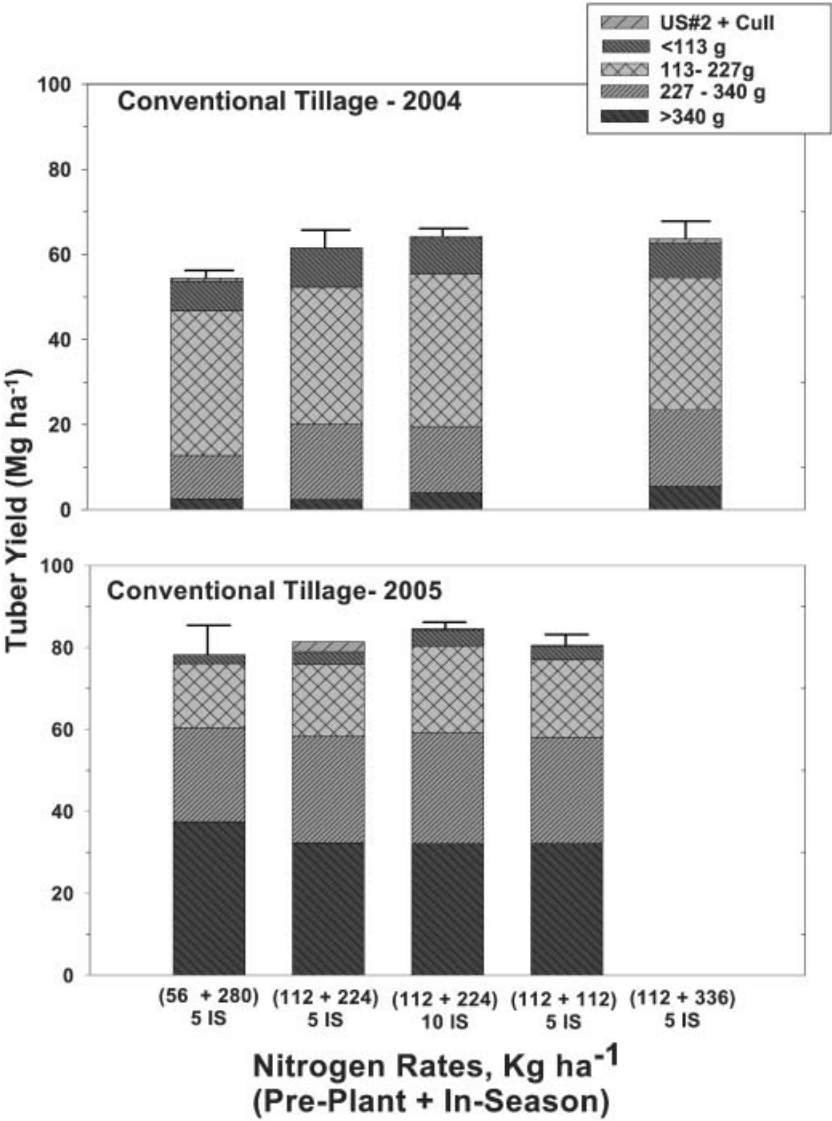 US#2 + Cull
<113 g
113- 227g
227 - 340 g
>340 g
Conventional Tillage - 2004
100
80
60
40
20
0
Tuber Yield (Mg ha-1)
Conventional Tillage- 2005
100
80
60
40
20
0
(56 + 280) (112 + 224) (112 + 224) (112 + 112) (112 + 336)
5 IS 5 IS 10 IS 5 IS 5 IS
Nitrogen Rates, Kg ha-1
(Pre-Plant + In-Season)